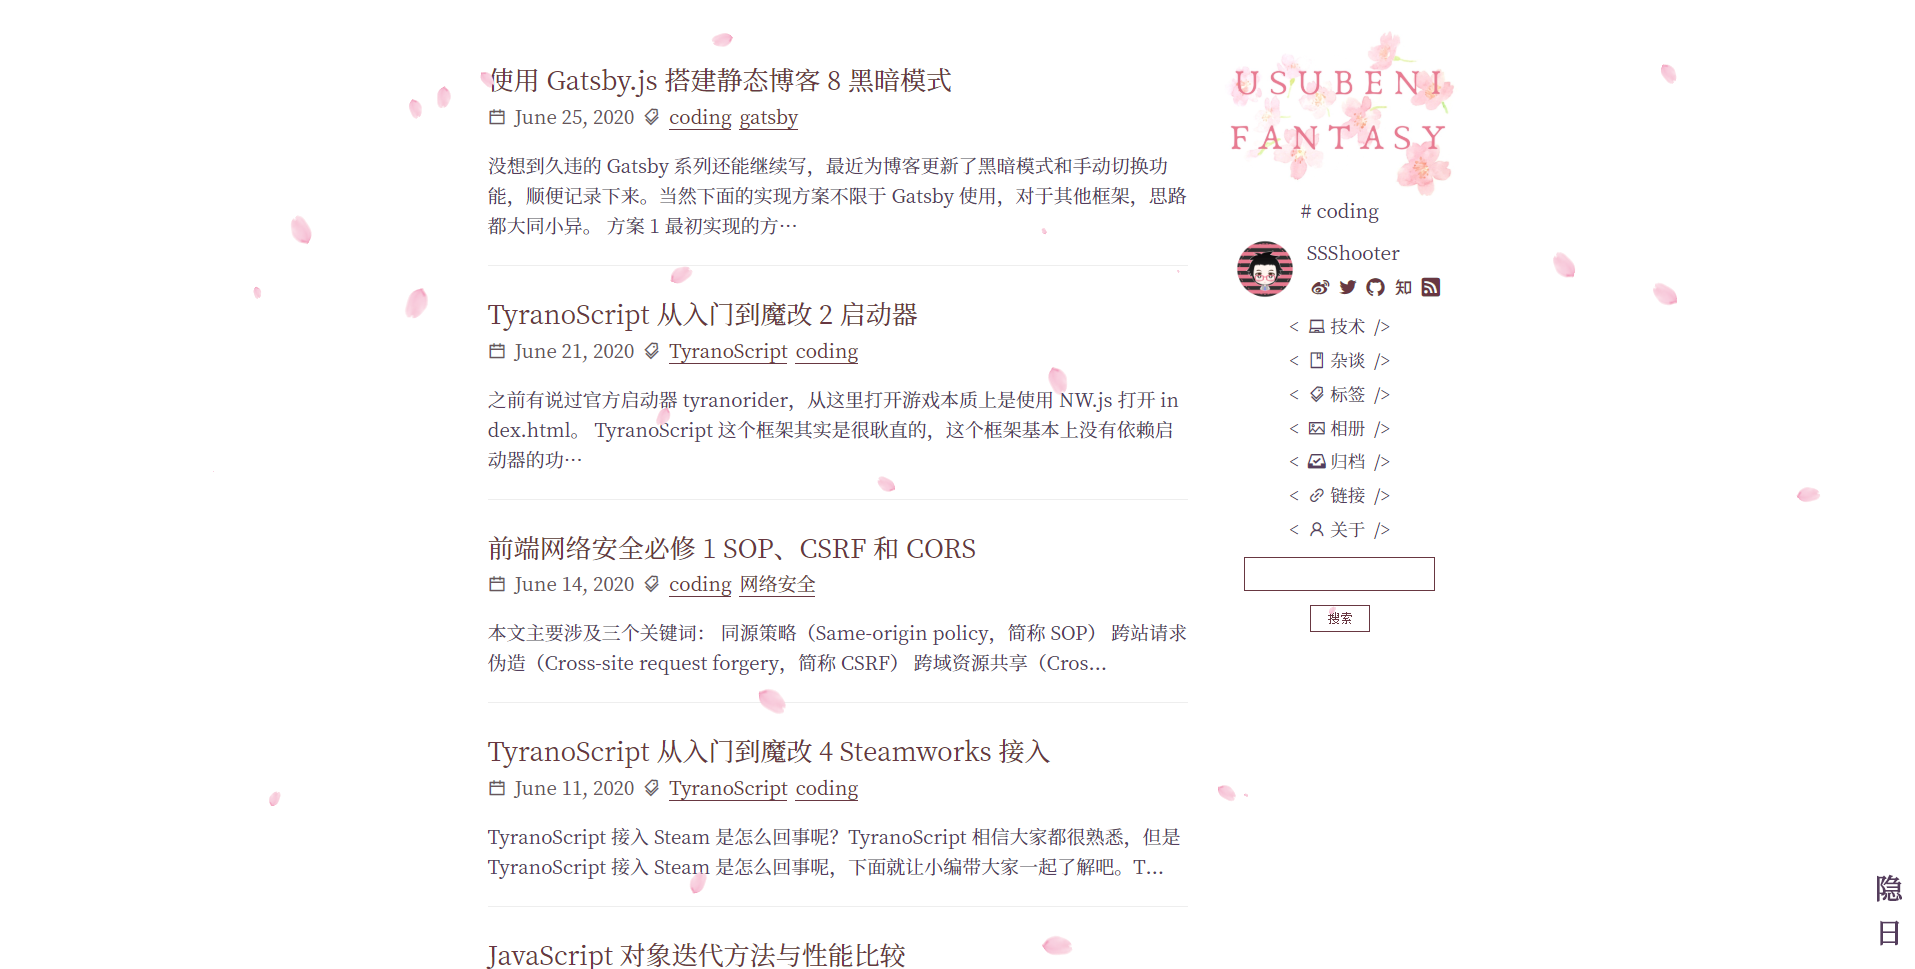 使用 Gatsby.js 搭建静态博客 8 黑暗模式
June 25, 2020 coding gatsby
没想到久违的 Gatsby 系列还能继续写，最近为博客更新了黑暗模式和手动切换功
能，顺便记录下来。当然下面的实现方案不限于 Gatsby 使用，对于其他框架，思路
都大同小异。 方案 1 最初实现的方…
TyranoScript 从入门到魔改 2 启动器
June 21, 2020 TyranoScript coding
之前有说过官方启动器 tyranorider，从这里打开游戏本质上是使用 NW.js 打开 in
dex.html。 TyranoScript 这个框架其实是很耿直的，这个框架基本上没有依赖启
动器的功…
前端网络安全必修 1 SOP、CSRF 和 CORS
June 14, 2020 coding 网络安全
本文主要涉及三个关键词： 同源策略（Same-origin policy，简称 SOP） 跨站请求
伪造（Cross-site request forgery，简称 CSRF） 跨域资源共享（Cros...
TyranoScript 从入门到魔改 4 Steamworks 接入
June 11, 2020 TyranoScript coding
TyranoScript 接入 Steam 是怎么回事呢？TyranoScript 相信大家都很熟悉，但是
TyranoScript 接入 Steam 是怎么回事呢，下面就让小编带大家一起了解吧。T...
JavaScript 对象迭代方法与性能比较
USUBENI
FANTASY
# coding
SSShooter
知
< 技术 />
< 杂谈 />
< 标签 />
< 相册 />
< 归档 />
< 链接 />
< 关于 />
搜索
隐
日